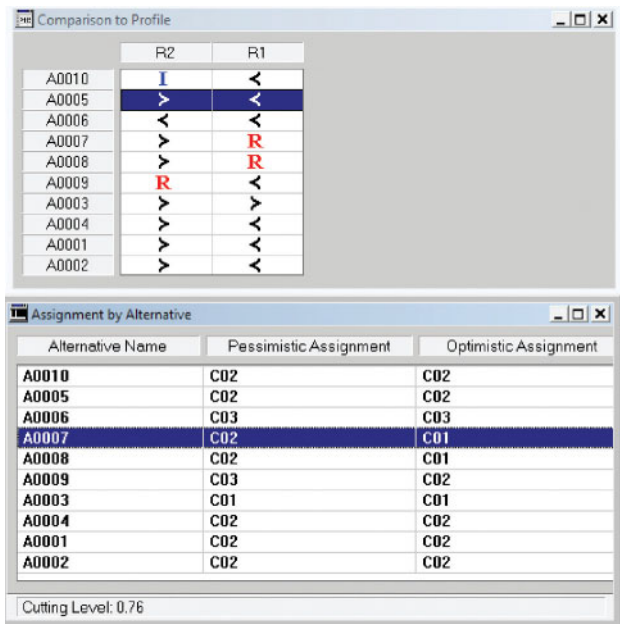 Comparison to Profile
R2 R1
A0010 I <
A0005 > <
A0006 < <
A0007 > R
A0008 > R
A0009 R <
A0003 > >
A0004 > <
A0001 > <
A0002 > <
Assignment by Alternative
Alternative Name Pessimistic Assignment Optimistic Assignment
A0010 C02 C02
A0005 C02 C02
A0006 C03 C03
A0007 C02 C01
A0008 C02 C01
A0009 C03 C02
A0003 C01 C01
A0004 C02 C02
A0001 C02 C02
A0002 C02 C02
Cutting Level: 0.76